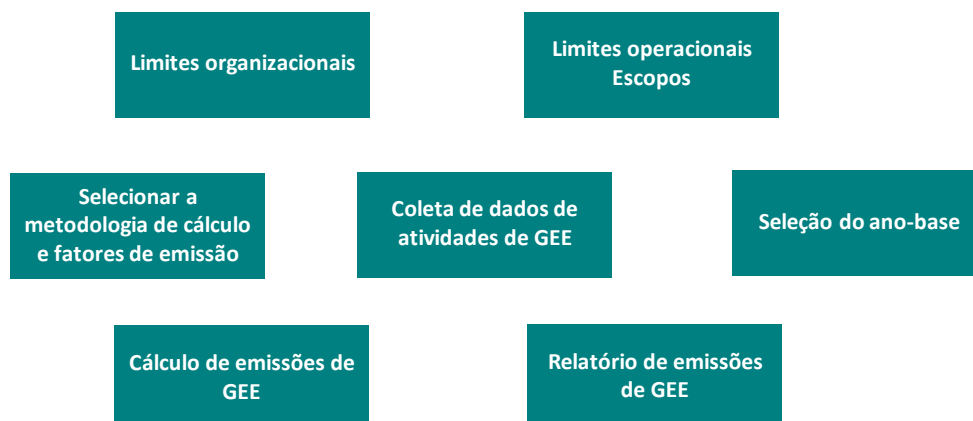 Limites organizacionais
Limites operacionais
Escopos
Selecionar a
metodologia de cálculo
e fatores de emissão
Coleta de dados de
atividades de GEE
Seleção do ano-base
Cálculo de emissões de
GEE
Relatório de emissões
de GEE